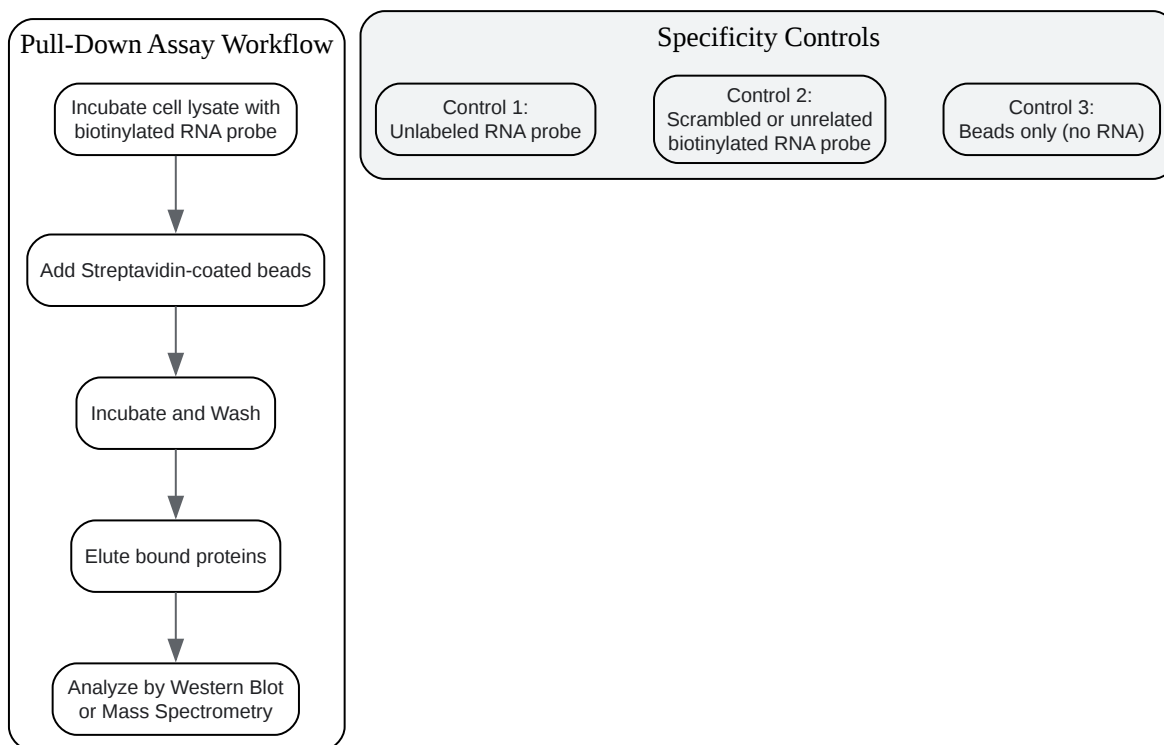 Pull-Down Assay Workflow
Incubate cell lysate with
biotinylated RNA probe
Add Streptavidin-coated beads
Incubate and Wash
Elute bound proteins
Analyze by Western Blot
or Mass Spectrometry
Specificity Controls
Control 1:
Unlabeled RNA probe
Control 2:
Scrambled or unrelated
biotinylated RNA probe
Control 3:
Beads only (no RNA)